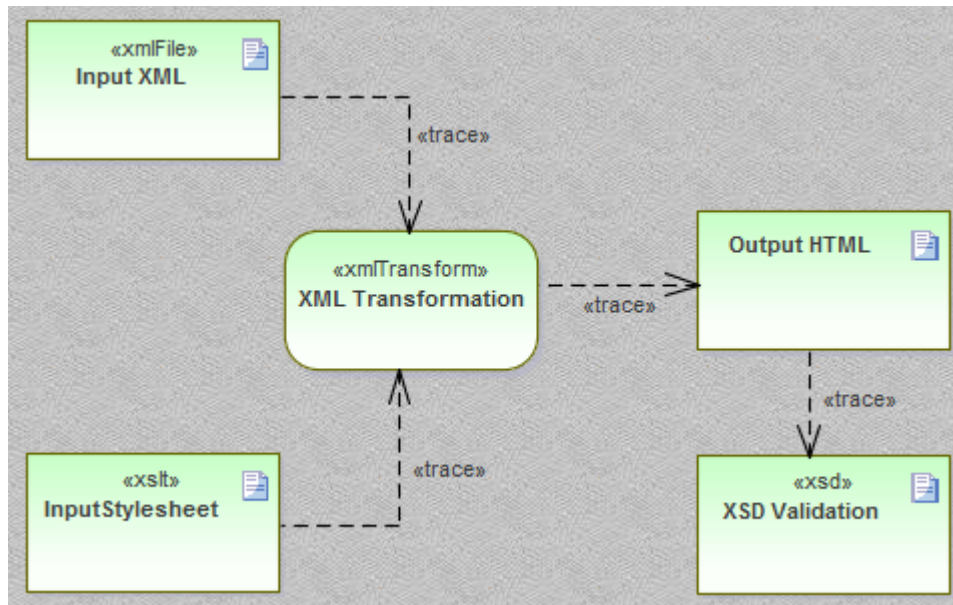 «xmlFile»
Input XML
«trace»
«xmlTransform»
XML Transformation
«trace»
Output HTML
«trace»
«xslt»
InputStylesheet
«trace»
«xsd»
XSD Validation